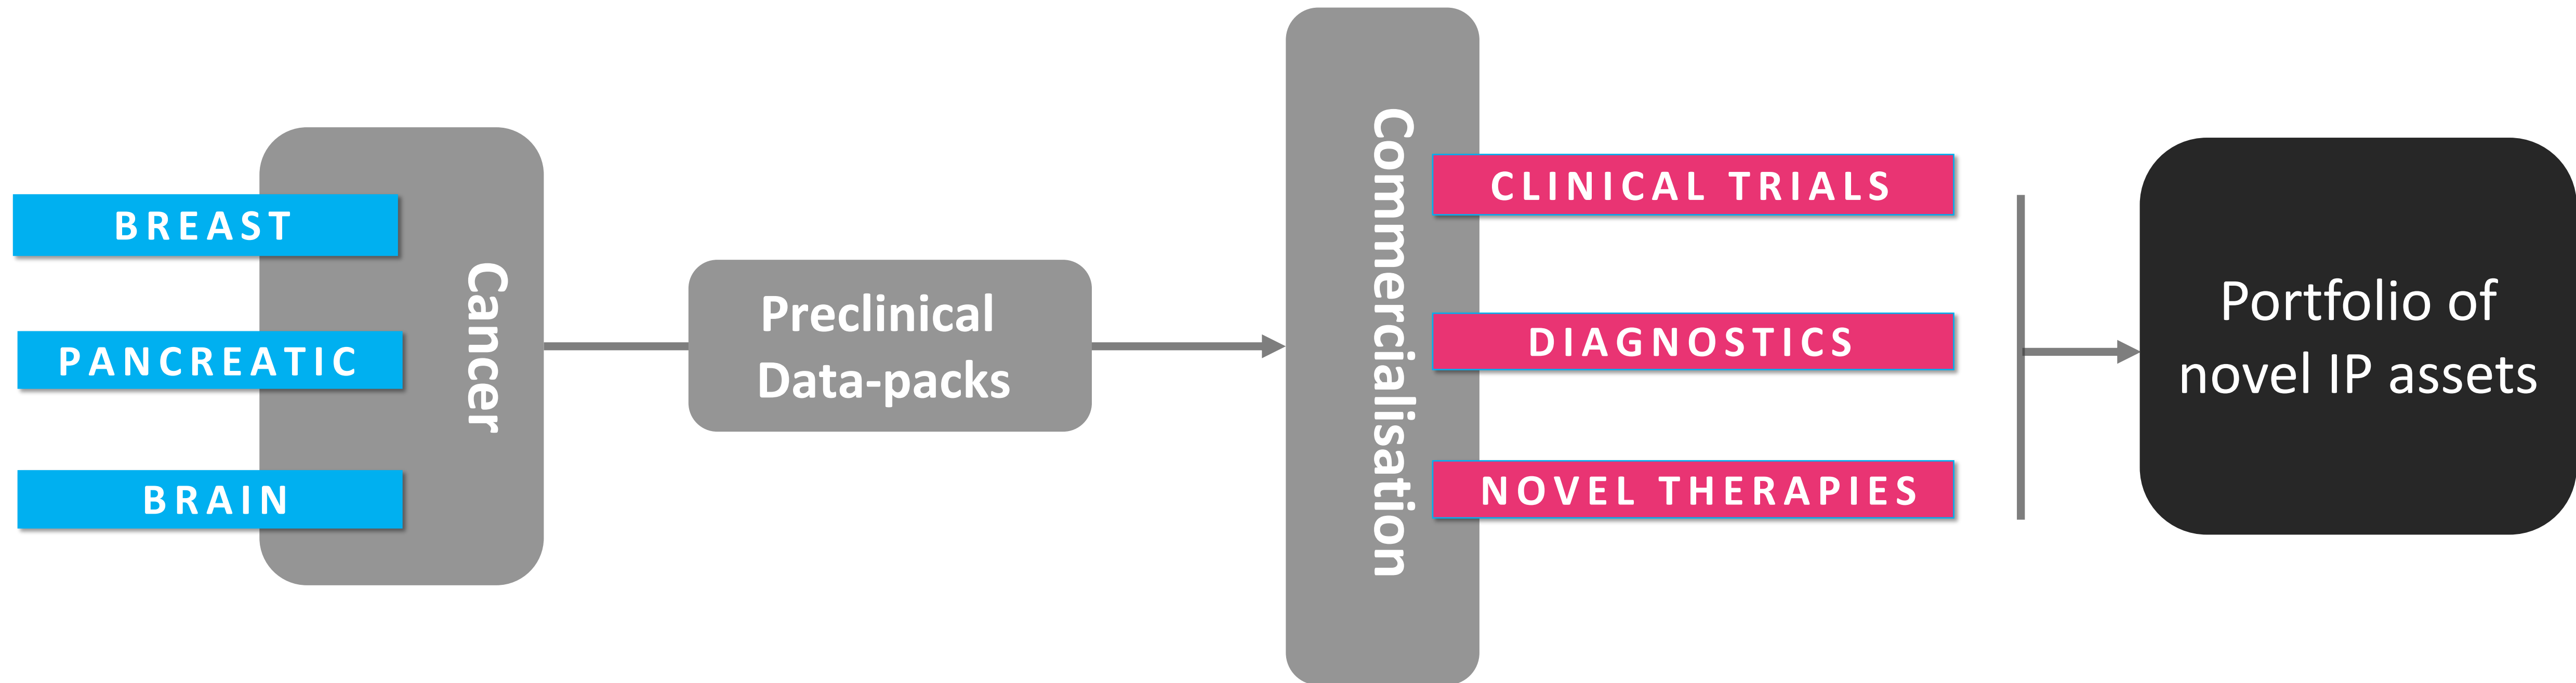 BREAST
PANCREATIC
BRAIN
Cancer
Preclinical
Data-packs
Commercialisation
CLINICAL TRIALS
DIAGNOSTICS
NOVEL THERAPIES
Portfolio of
novel IP assets